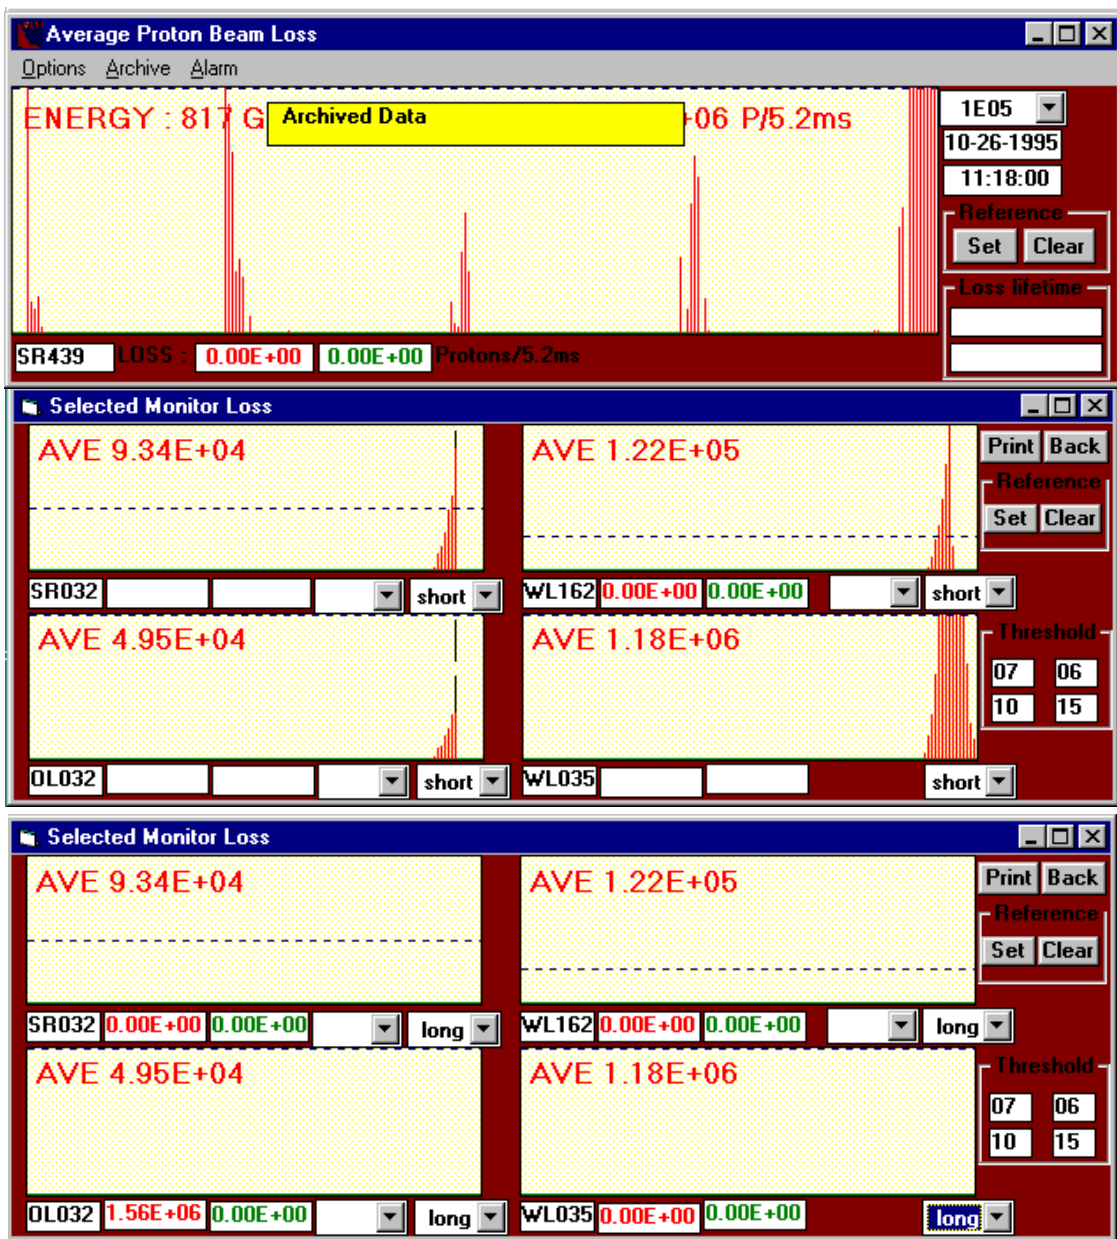 Average Proton Beam Loss
Options Archive Alarm
ENERGY : 817 G Archived Data +06 P/5.2ms
1E05
10-26-1995
11:18:00
Reference
Set Clear
Loss lifetime
SR439 LOSS : 0.00E+00 0.00E+00 Protons/5.2ms
Selected Monitor Loss
AVE 9.34E+04 AVE 1.22E+05
Print Back
Reference
Set Clear
SR032 short WL162 0.00E+00 0.00E+00 short
AVE 4.95E+04 AVE 1.18E+06
Threshold
07 06
10 15
OL032 short WL035 short
Selected Monitor Loss
AVE 9.34E+04 AVE 1.22E+05
Print Back
Reference
Set Clear
SR032 0.00E+00 0.00E+00 long WL162 0.00E+00 0.00E+00 long
AVE 4.95E+04 AVE 1.18E+06
Threshold
07 06
10 15
OL032 1.56E+06 0.00E+00 long WL035 0.00E+00 0.00E+00 long